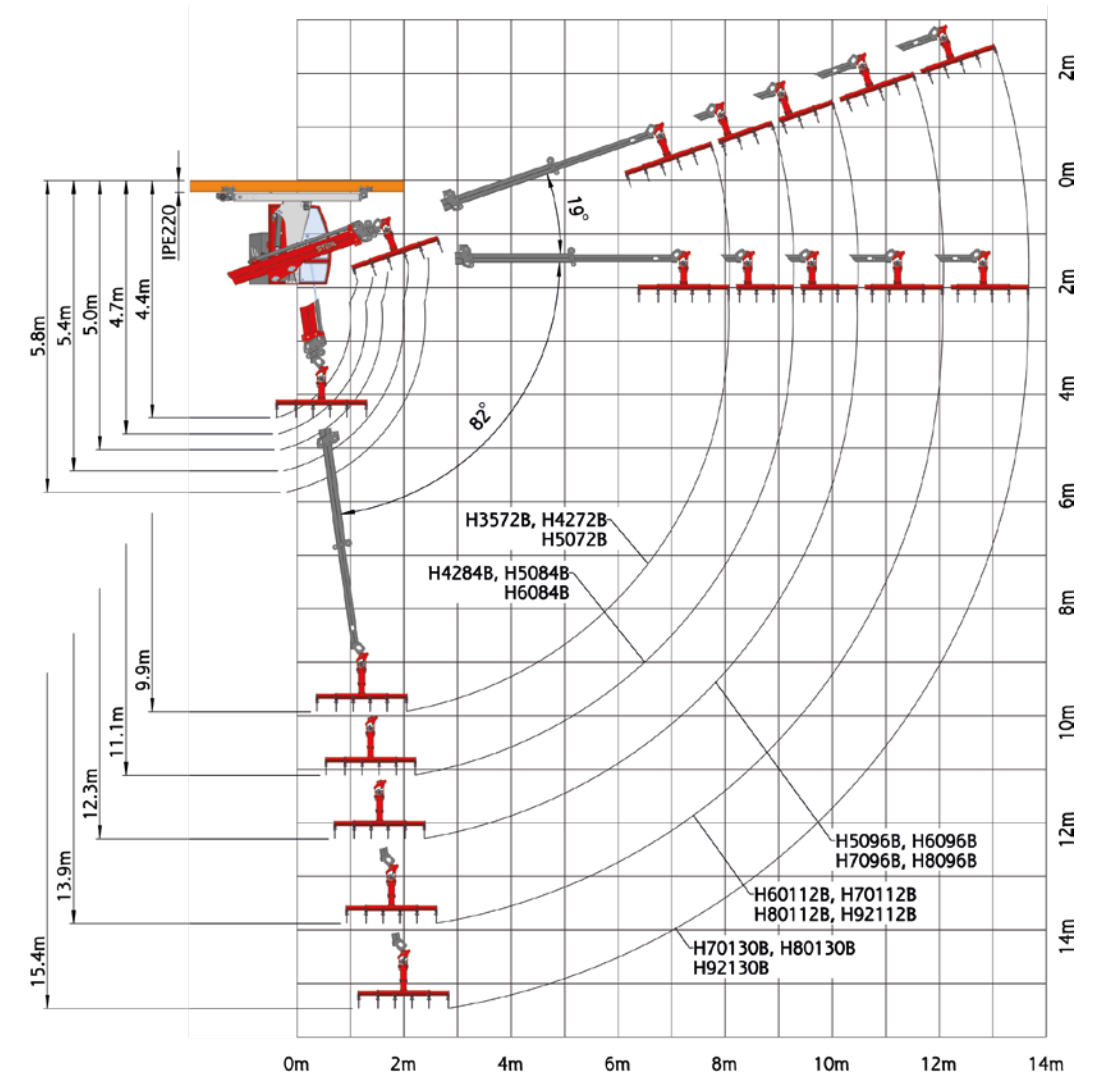 2m
0m
2m
4m
6m
8m
10m
12m
14m
IPE220
5.8m
5.4m
5.0m
4.7m
4.4m
STEPA
19°
82°
H3572B, H4272B
H5072B
H4284B, H5084B
H6084B
9.9m
11.1m
12.3m
13.9m
15.4m
H5096B, H6096B
H7096B, H8096B
H60112B, H70112B
H80112B, H92112B
H70130B, H80130B
H92130B
0m
2m
4m
6m
8m
10m
12m
14m